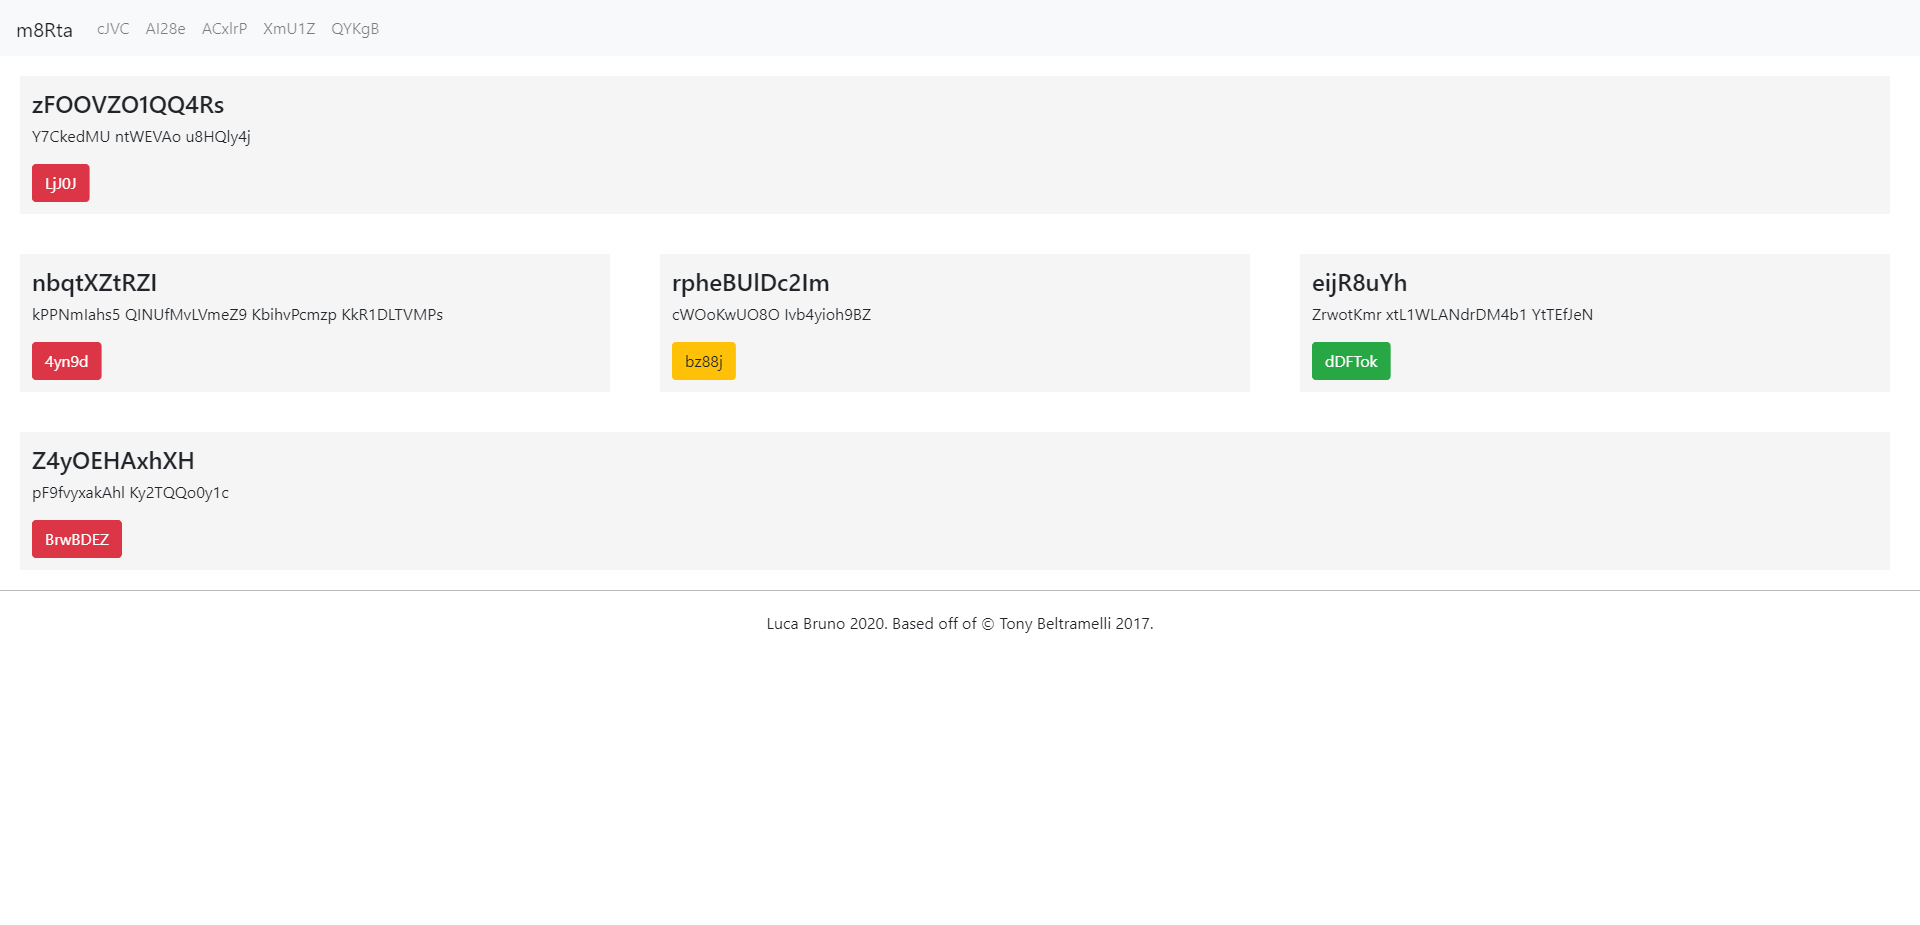 m8Rta cJVC AI28e ACxlrP XmU1Z QYKgB
zFOOVZO1QQ4Rs
Y7CkedMU ntWEVAo u8HQly4j
LjJ0J
nbqtXZtRZI
kPPNmIahs5 QINUfMvLVmeZ9 KbihvPcmzp KkR1DLTVMPs
4yn9d
rpheBUlDc2Im
cWOoKwUO8O Ivb4yioh9BZ
bz88j
eijR8uYh
ZrwotKmr xtL1WLANdrDM4b1 YtTEfJeN
dDFTok
Z4yOEHAxhXH
pF9fvyxakAhl Ky2TQQo0y1c
BrwBDEZ
Luca Bruno 2020. Based off of © Tony Beltramelli 2017.